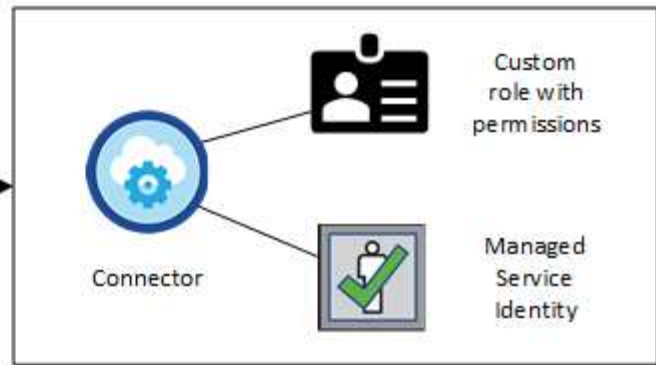 Custom
role with
permissions
Connector
Managed
Service
Identity